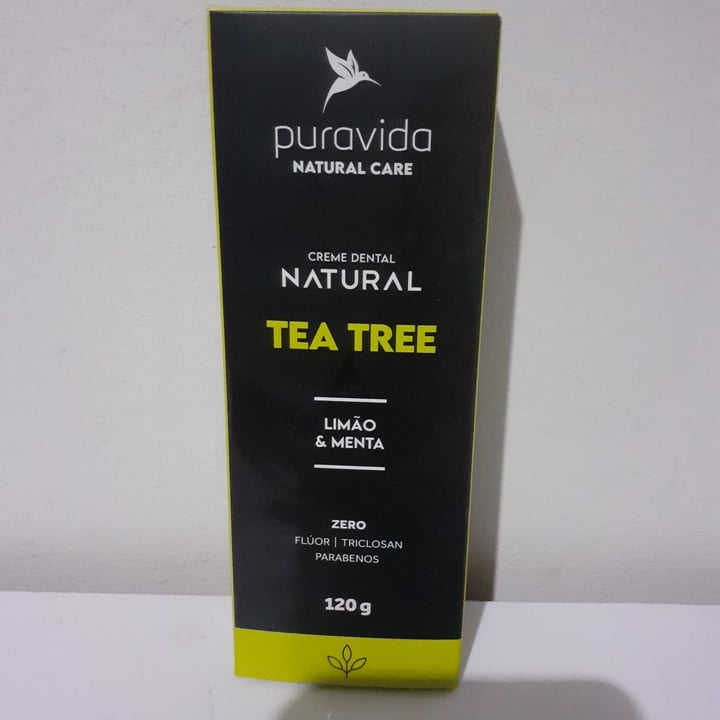 puravida
NATURAL CARE
CREME DENTAL
NATURAL
TEA TREE
LIMÃO
& MENTA
ZERO
FLÚOR | TRICLOSAN
PARABENOS
120 g